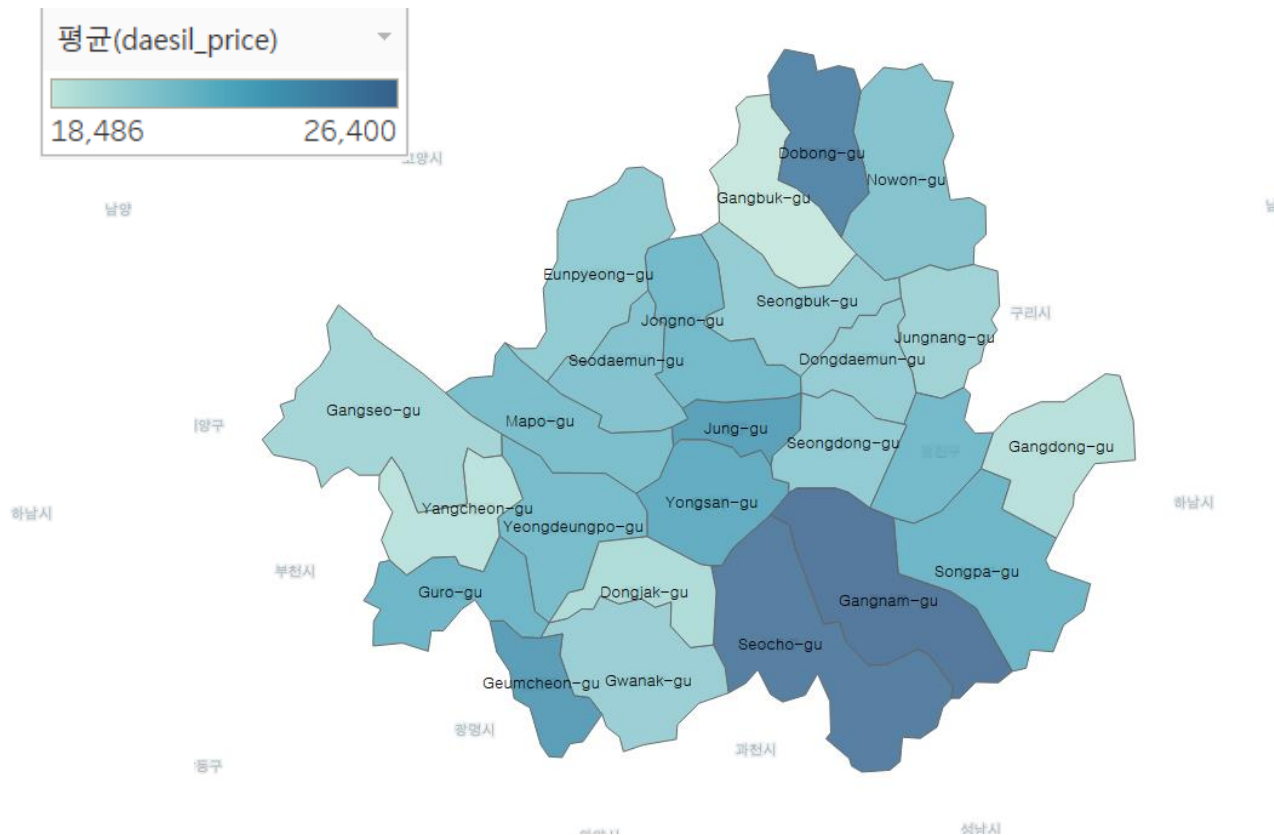 평균(daesil_price)
18,486 26,400
고양시
Dobong-gu
남양
Nowon-gu
Gangbuk-gu
Eunpyeong-gu
Seongbuk-gu
구리시
Jongno-gu
Jungnang-gu
Seodaemun-gu
Dongdaemun-gu
Gangseo-gu
Mapo-gu
Jung-gu
Seongdong-gu
Gangdong-gu
Yangcheon-gu
Yongsan-gu
하남시
하남시
Yeongdeungpo-gu
부천시
Songpa-gu
Guro-gu
Dongjak-gu
Gangnam-gu
Seocho-gu
Geumcheon-gu
Gwanak-gu
광명시
과천시
성남시